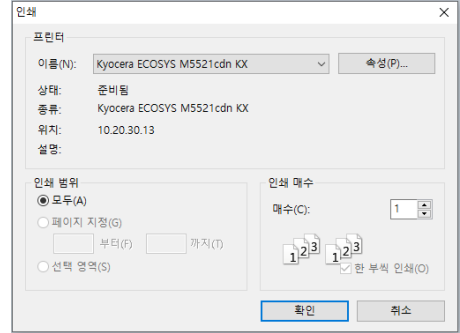 인쇄
프린터
이름(N): Kyocera ECOSYS M5521cdn KX 속성(P)...
상태: 준비됨
종류: Kyocera ECOSYS M5521cdn KX
위치: 10.20.30.13
설명:
인쇄 범위
모두(A)
페이지 지정(G)
부터(F) 까지(T)
선택 영역(S)
인쇄 매수
매수(C): 1
1 2 3 1 2 3
한 부씩 인쇄(O)
확인 취소